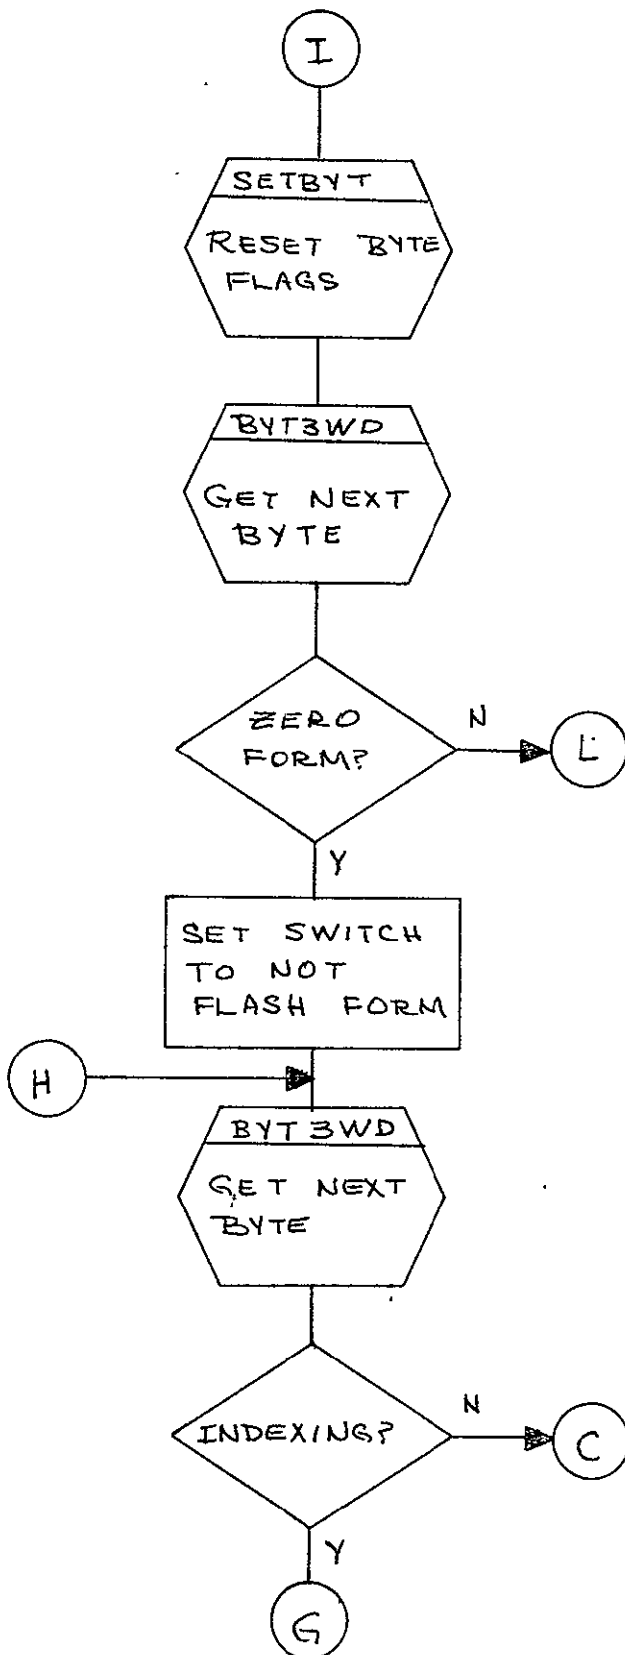 I
SETBYT
RESET BYTE
FLAGS
BYT3WD
GET NEXT
BYTE
ZERO
FORM?
N
L
Y
SET SWITCH
TO NOT
FLASH FORM
H
BYT3WD
GET NEXT
BYTE
INDEXING?
N
C
Y
G